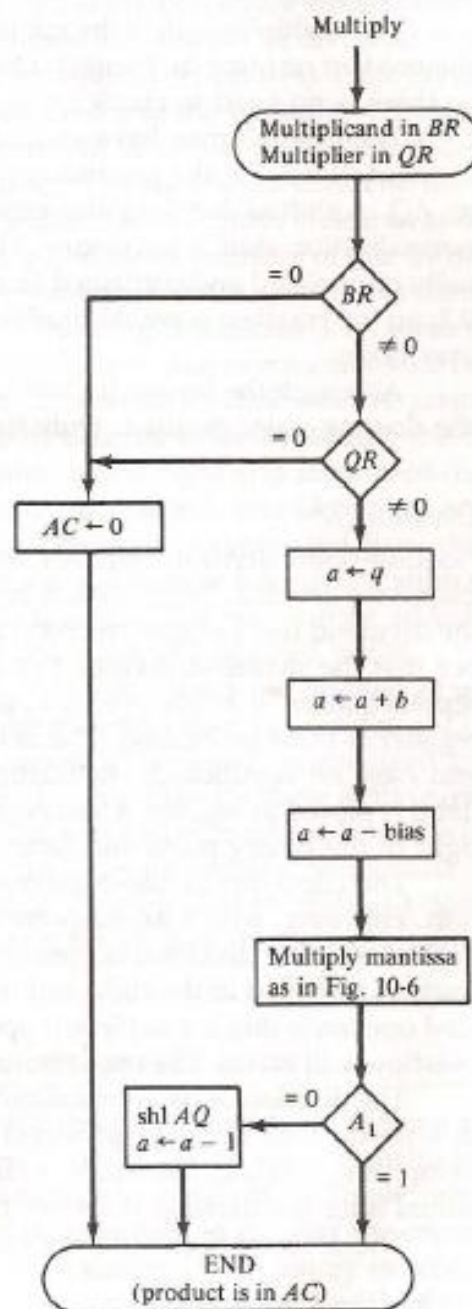 Multiply
Multiplicand in BR
Multiplier in QR
= 0
BR
≠ 0
= 0
QR
≠ 0
AC ← 0
a ← q
a ← a + b
a ← a − bias
Multiply mantissa
as in Fig. 10-6
= 0
A₁
shl AQ
a ← a − 1
= 1
END
(product is in AC)